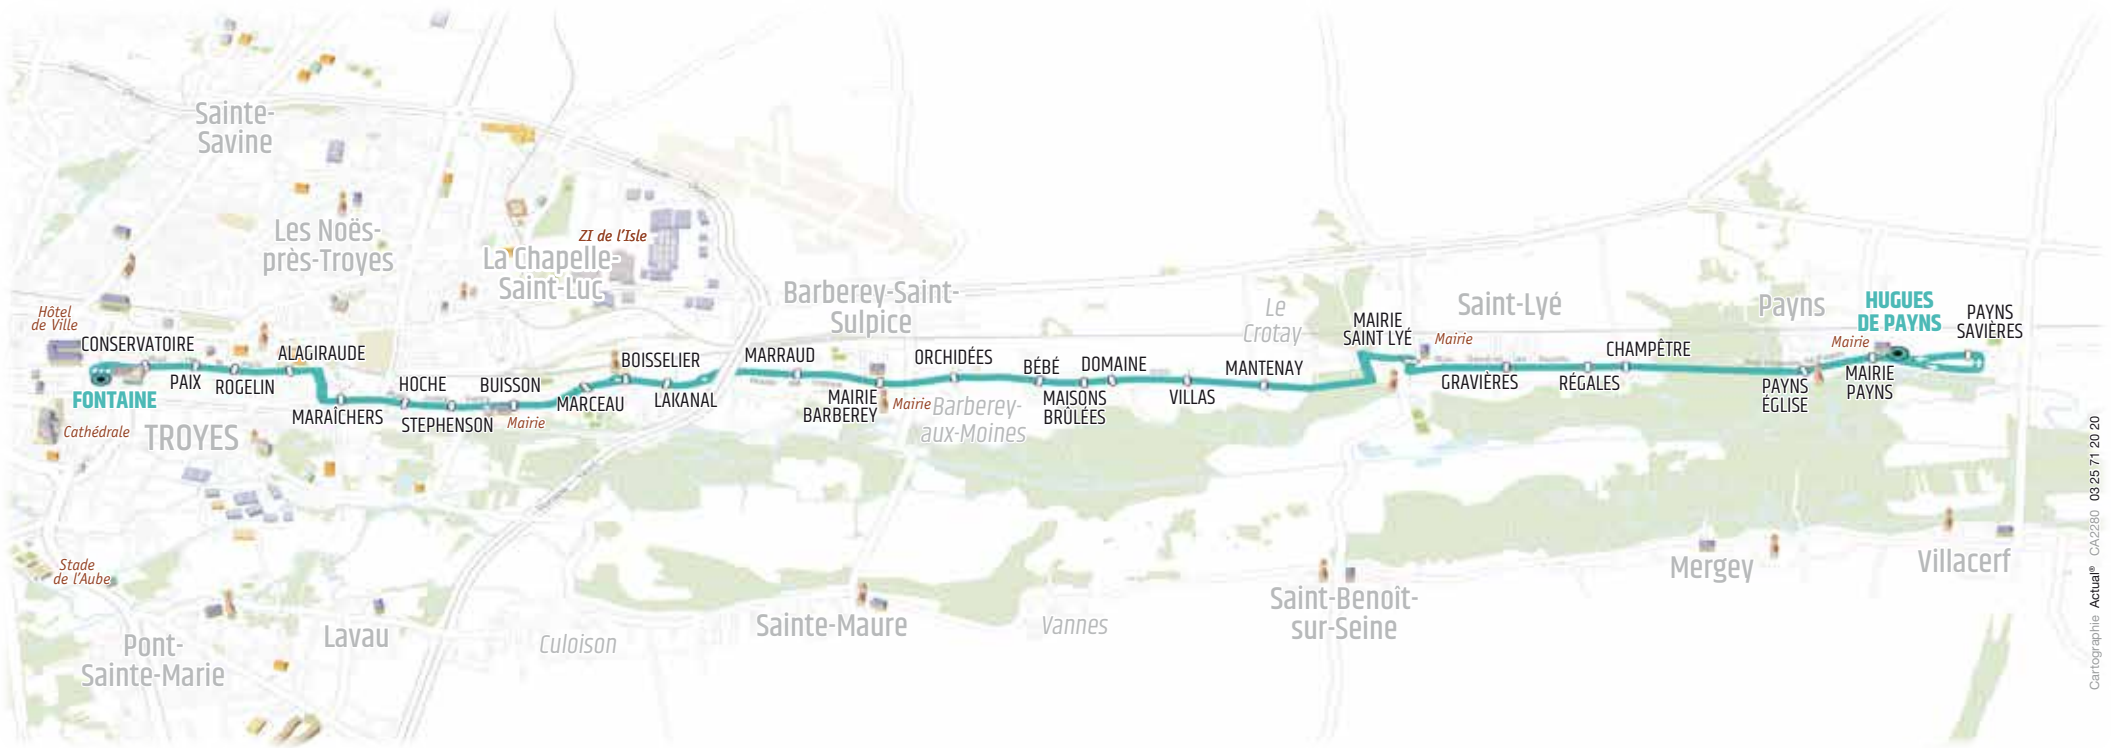 Sainte-
Savine
Les Noës-
près-Troyes
La Chapelle-
Saint-Luc
ZI de l'Isle
Barberey-Saint-
Sulpice
Le
Crotay
Saint-Lyé
Payns
HUGUES
DE PAYNS
PAYNS
SAVIÈRES
Hôtel
de Ville
CONSERVATOIRE
FONTAINE
PAIX
ROGELIN
ALAGIRAUDE
MARAÎCHERS
HOCHE
STEPHENSON
BUISSON
Mairie
MARCEAU
BOISSELIER
LAKANAL
MARRAUD
MAIRIE
BARBEREY
Mairie
ORCHIDÉES
Barberey-
aux-Moines
BÉBÉ
MAISONS
BRÛLÉES
DOMAINE
VILLAS
MANTENAY
MAIRIE
SAINT LYÉ
Mairie
GRAVIÈRES
RÉGALES
CHAMPÊTRE
PAYNS
ÉGLISE
Mairie
MAIRIE
PAYNS
Cathédrale
TROYES
Stade
de l'Aube
Pont-
Sainte-Marie
Lavau
Culoison
Sainte-Maure
Vannes
Saint-Benoît-
sur-Seine
Mergey
Villacerf
Cartographie Actual® CA2280 03 25 71 20 20